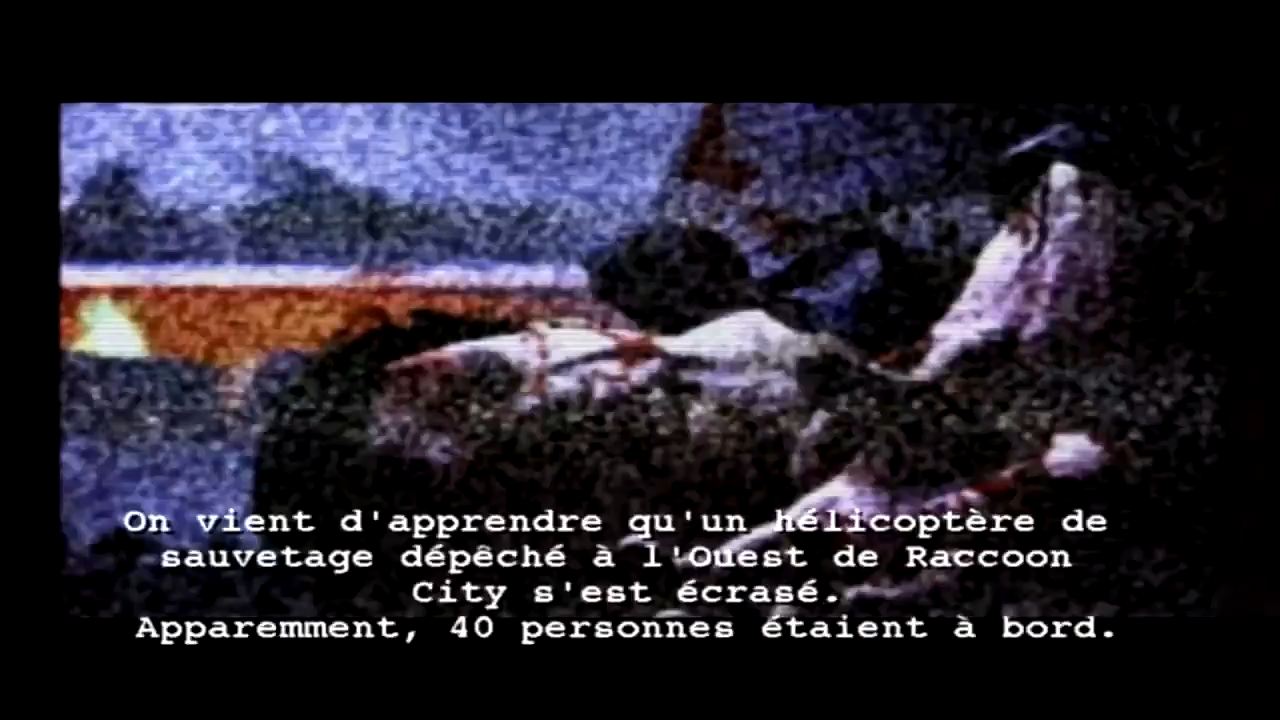 On vient d'apprendre qu'un hélicoptère de
sauvetage dépêché à l'Ouest de Raccoon
City s'est écrasé.
Apparemment, 40 personnes étaient à bord.